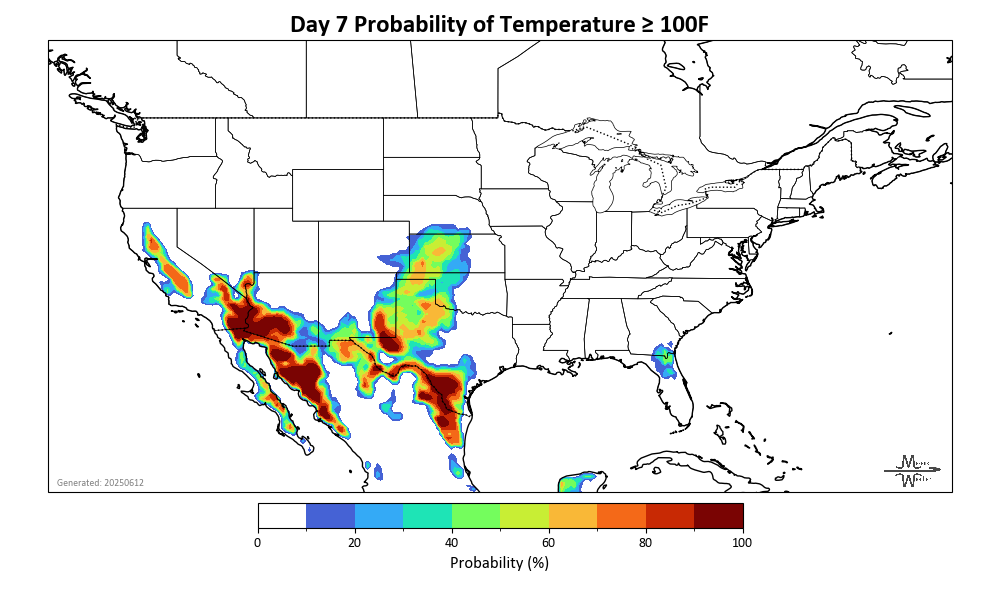 Day 7 Probability of Temperature ≥ 100F
Generated: 20250612
0 20 40 60 80 100
Probability (%)